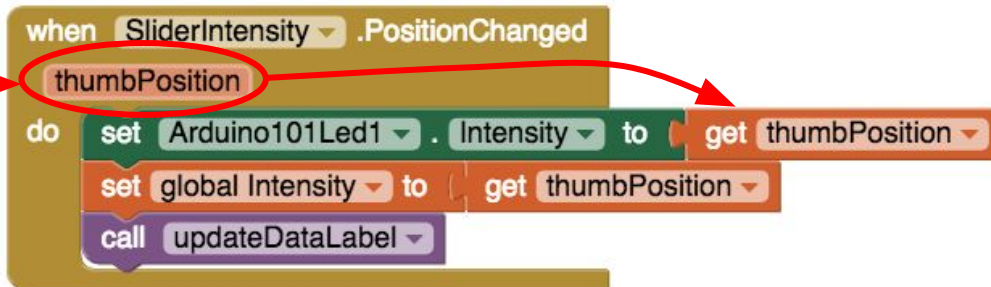 when SliderIntensity .PositionChanged
thumbPosition
do set Arduino101Led1 . Intensity to get thumbPosition
set global Intensity to get thumbPosition
call updateDataLabel